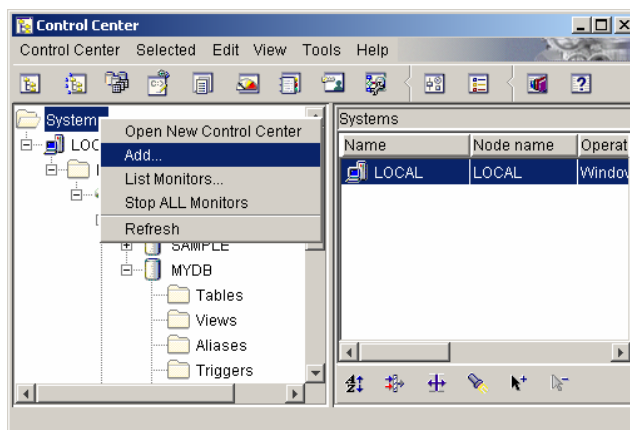 Control Center
Control Center Selected Edit View Tools Help
System
LOC
Open New Control Center
Add...
List Monitors...
Stop ALL Monitors
Refresh
SAMPLE
MYDB
Tables
Views
Aliases
Triggers
Systems
Name Node name Operat
LOCAL LOCAL Window